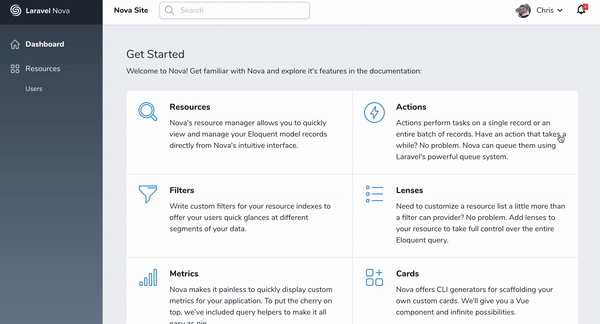 Laravel Nova
Nova Site
Search
Chris
Dashboard
Resources
Users
Get Started
Welcome to Nova! Get familiar with Nova and explore it's features in the documentation:
Resources
Nova's resource manager allows you to quickly
view and manage your Eloquent model records
directly from Nova's intuitive interface.
Actions
Actions perform tasks on a single record or an
entire batch of records. Have an action that takes a
while? No problem. Nova can queue them using
Laravel's powerful queue system.
Filters
Write custom filters for your resource indexes to
offer your users quick glances at different
segments of your data.
Lenses
Need to customize a resource list a little more than
a filter can provider? No problem. Add lenses to
your resource to take full control over the entire
Eloquent query.
Metrics
Nova makes it painless to quickly display custom
metrics for your application. To put the cherry on
top, we've included query helpers to make it all
easy as pie.
Cards
Nova offers CLI generators for scaffolding your
own custom cards. We'll give you a Vue
component and infinite possibilities.